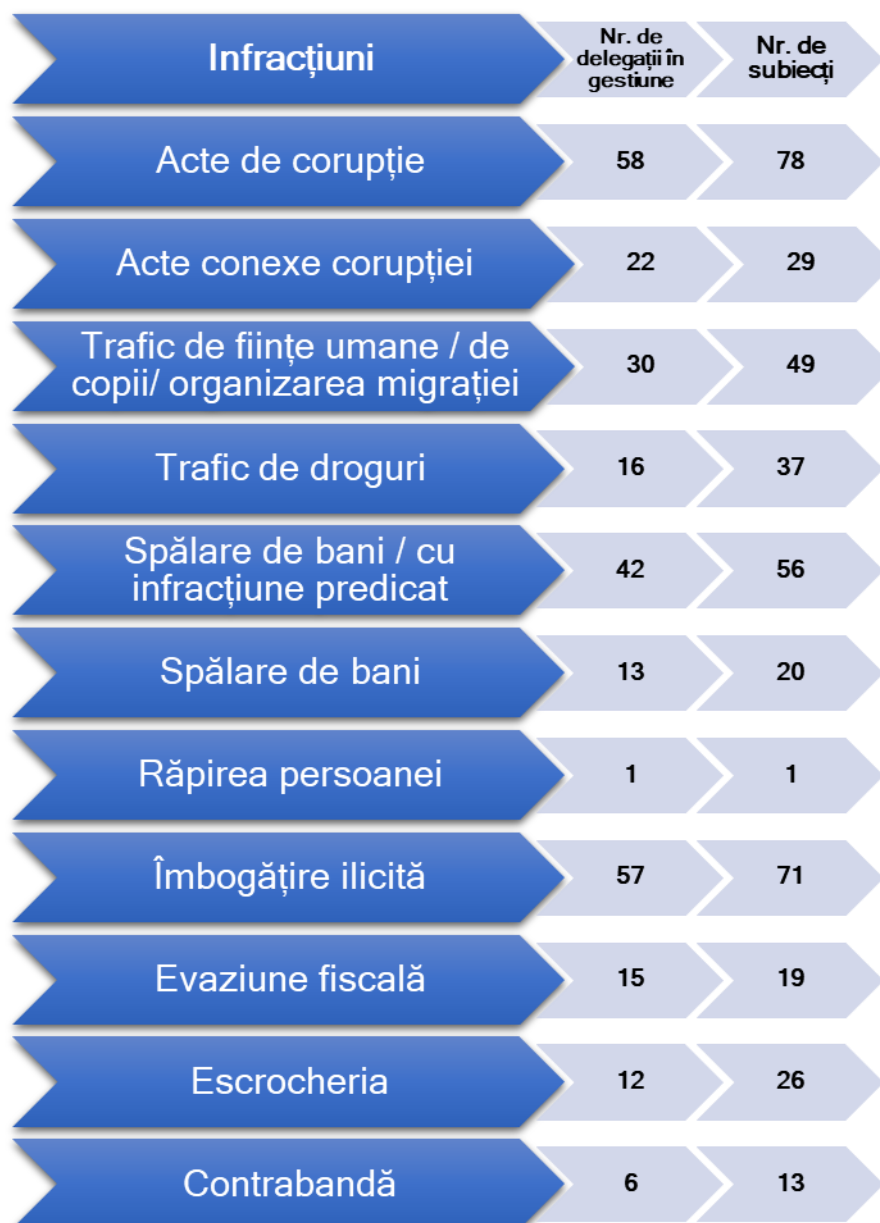 Infracțiuni
Nr. de
delegații în
gestiune
Nr. de
subiecți
Acte de corupție
58
78
Acte conexe corupției
22
29
Trafic de ființe umane / de
copii/ organizarea migrației
30
49
Trafic de droguri
16
37
Spălare de bani / cu
infracțiune predicat
42
56
Spălare de bani
13
20
Răpirea persoanei
1
1
Îmbogățire ilicită
57
71
Evaziune fiscală
15
19
Escrocheria
12
26
Contrabandă
6
13